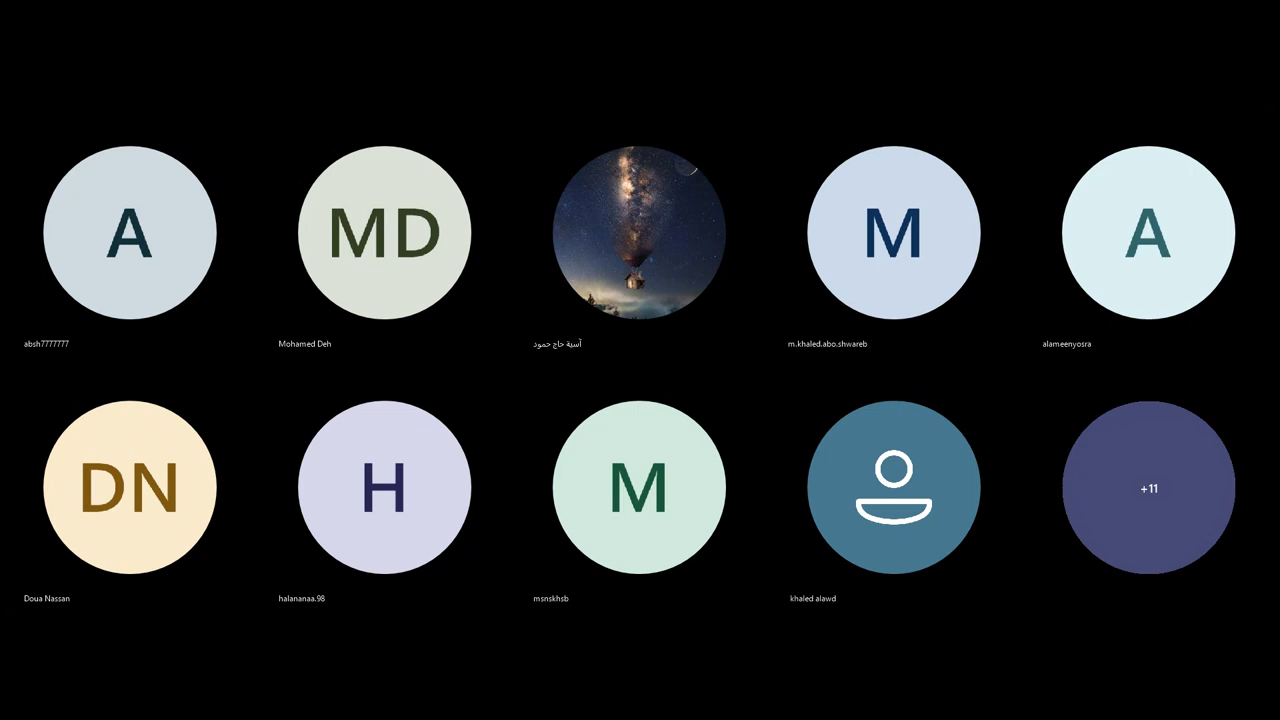 A
MD
M
A
absh7777777
Mohamed Deh
آسية حاج حمود
m.khaled.abo.shwareb
alameenyosra
DN
H
M
+11
Doua Nassan
halananaa.98
msnskhsb
khaled alawd